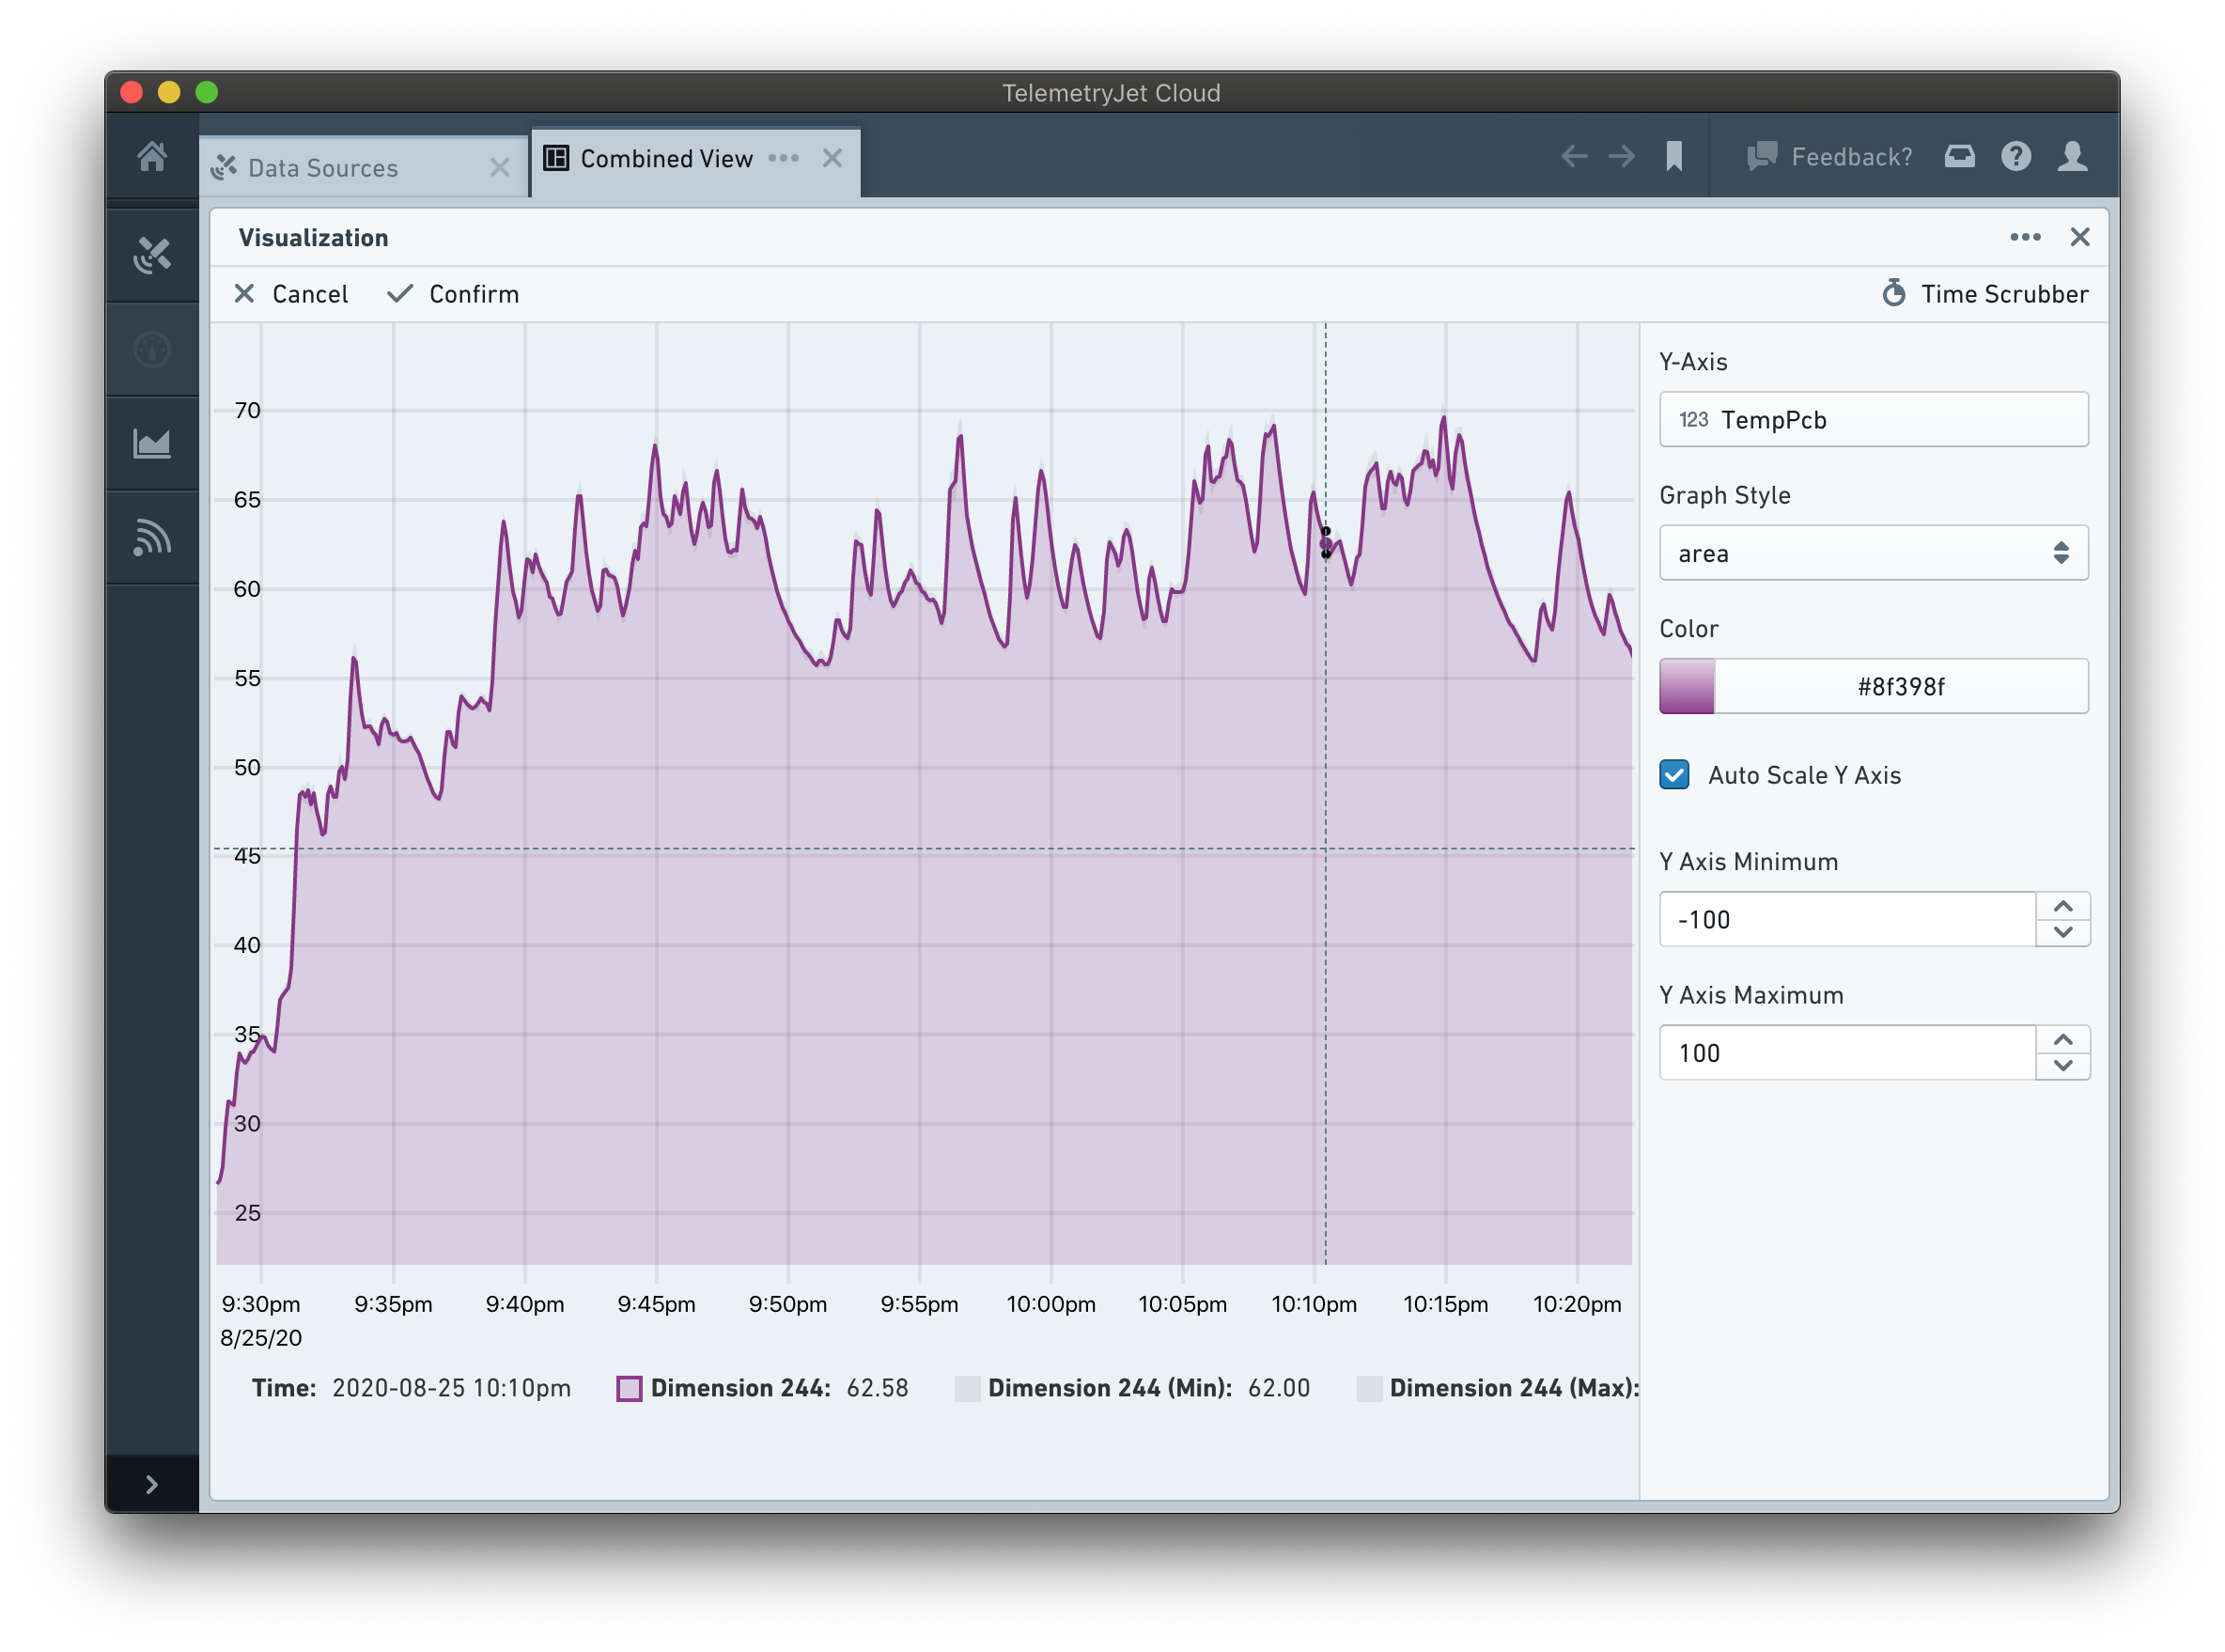 TelemetryJet Cloud
Data Sources
Combined View
Feedback?
Visualization
Cancel
Confirm
Time Scrubber
70
65
60
55
50
45
40
35
30
25
9:30pm 9:35pm 9:40pm 9:45pm 9:50pm 9:55pm 10:00pm 10:05pm 10:10pm 10:15pm 10:20pm
8/25/20
Time: 2020-08-25 10:10pm Dimension 244: 62.58 Dimension 244 (Min): 62.00 Dimension 244 (Max):
Y-Axis
123 TempPcb
Graph Style
area
Color
#8f398f
Auto Scale Y Axis
Y Axis Minimum
-100
Y Axis Maximum
100